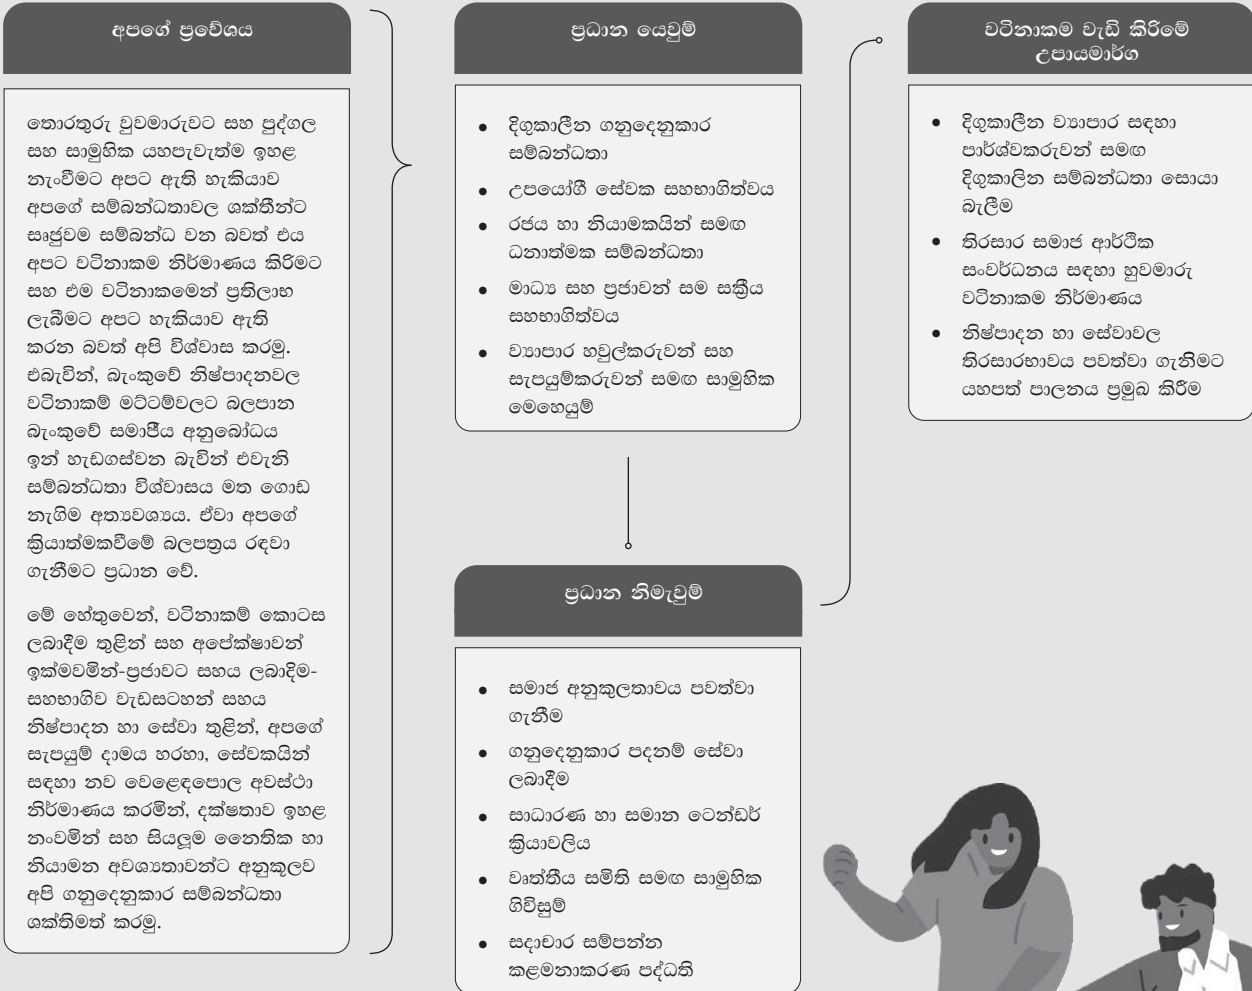 අපගේ ප්‍රවේශය
තොරතුරු වුවමාරුවට සහ පුද්ගල
සහ සාමූහික යහපැවැත්ම ඉහළ
නැංවීමට අපට ඇති හැකියාව
අපගේ සම්බන්ධතාවල ශක්තීන්ට
සෘජුවම සම්බන්ධ වන බවත් එය
අපට වටිනාකම නිර්මාණය කිරිමට
සහ එම වටිනාකමෙන් ප්‍රතිලාභ
ලැබීමට අපට හැකියාව ඇති
කරන බවත් අපි විශ්වාස කරමු.
එබැවින්, බැංකුවේ නිෂ්පාදනවල
වටිනාකම් මට්ටම්වලට බලපාන
බැංකුවේ සමාජීය අනුබෝධය
ඉන් හැඩගස්වන බැවින් එවැනි
සම්බන්ධතා විශ්වාසය මත ගොඩ
නැගිම අත්‍යවශ්‍යය. ඒවා අපගේ
ක්‍රියාත්මකවීමේ බලපත්‍රය රඳවා
ගැනීමට ප්‍රධාන වේ.
මේ හේතුවෙන්, වටිනාකම් කොටස
ලබාදීම තුළින් සහ අපේක්ෂාවන්
ඉක්මවමින්-ප්‍රජාවට සහය ලබාදිම-
සහභාගිව වැඩසටහන් සහය
නිෂ්පාදන හා සේවා තුළින්, අපගේ
සැපයුම් දාමය හරහා, සේවකයින්
සඳහා නව වෙළෙඳපොල අවස්ථා
නිර්මාණය කරමින්, දක්ෂතාව ඉහළ
නංවමින් සහ සියලූම නෛතික හා
නියාමන අවශ්‍යතාවන්ට අනුකූලව
අපි ගනුදෙනුකාර සම්බන්ධතා
ශක්තිමත් කරමු.
ප්‍රධාන යෙවුම්
• දිගුකාලීන ගනුදෙනුකාර
සම්බන්ධතා
• උපයෝගී සේවක සහභාගිත්වය
• රජය හා නියාමකයින් සමඟ
ධනාත්මක සම්බන්ධතා
• මාධ්‍ය සහ ප්‍රජාවන් සම සක්‍රීය
සහභාගිත්වය
• ව්‍යාපාර හවුල්කරුවන් සහ
සැපයුම්කරුවන් සමඟ සාමූහික
මෙහෙයුම්
ප්‍රධාන නිමැවුම්
• සමාජ අනුකූලතාවය පවත්වා
ගැනීම
• ගනුදෙනුකාර පදනම් සේවා
ලබාදීම
• සාධාරණ හා සමාන ටෙන්ඩර්
ක්‍රියාවලිය
• වෘත්තීය සමිති සමඟ සාමූහික
ගිවිසුම්
• සදාචාර සම්පන්න
කළමනාකරණ පද්ධති
වටිනාකම වැඩි කිරිමේ
උපායමාර්ග
• දිගුකාලීන ව්‍යාපාර සඳහා
පාර්ශ්වකරුවන් සමඟ
දිගුකාලින සම්බන්ධතා සොයා
බැලීම
• තිරසාර සමාජ ආර්ථික
සංවර්ධනය සඳහා හුවමාරු
වටිනාකම නිර්මාණය
• නිෂ්පාදන හා සේවාවල
තිරසාරභාවය පවත්වා ගැනිමට
යහපත් පාලනය ප්‍රමුඛ කිරීම